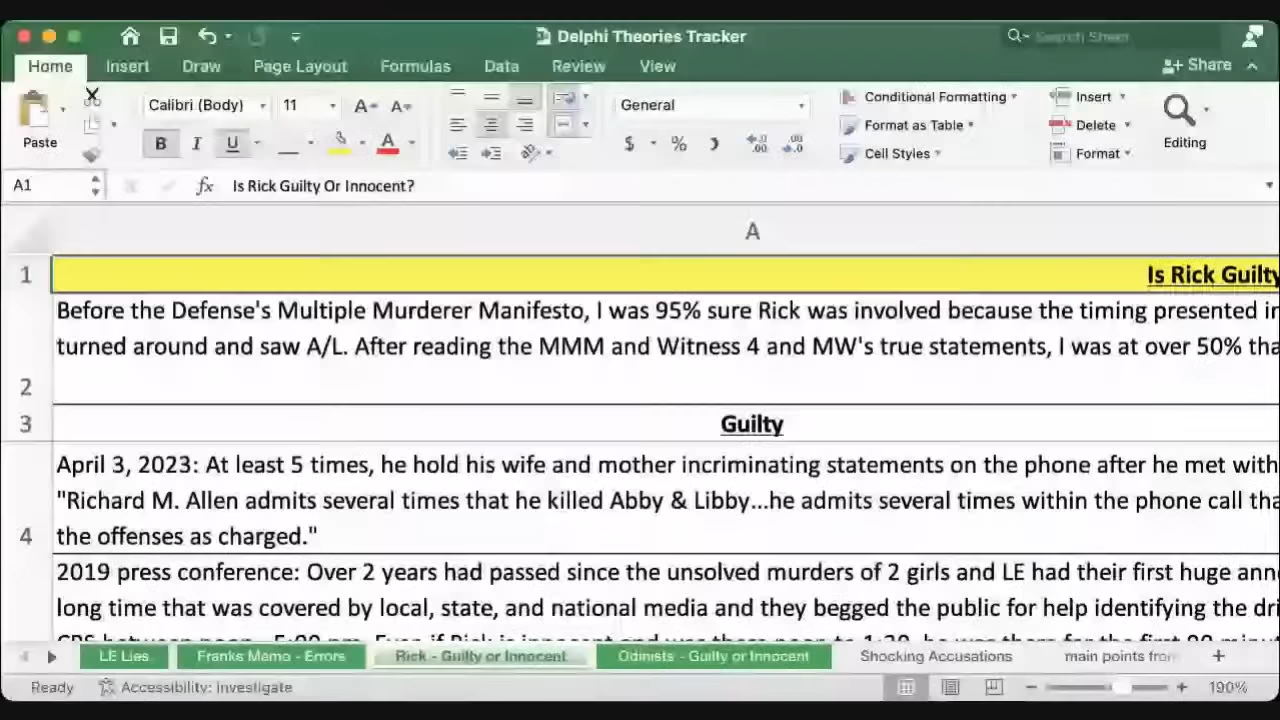 Delphi Theories Tracker
Search Sheet
Home Insert Draw Page Layout Formulas Data Review View Share
Calibri (Body) 11 A A General Conditional Formatting Insert
Format as Table Delete
Paste B I U A $ % Cell Styles Format Editing
A1 fx Is Rick Guilty Or Innocent?
A
1 Is Rick Guilty
Before the Defense's Multiple Murderer Manifesto, I was 95% sure Rick was involved because the timing presented in
turned around and saw A/L. After reading the MMM and Witness 4 and MW's true statements, I was at over 50% tha
2
3 Guilty
April 3, 2023: At least 5 times, he hold his wife and mother incriminating statements on the phone after he met with
"Richard M. Allen admits several times that he killed Abby & Libby...he admits several times within the phone call tha
4 the offenses as charged."
2019 press conference: Over 2 years had passed since the unsolved murders of 2 girls and LE had their first huge ann
long time that was covered by local, state, and national media and they begged the public for help identifying the dri
LE Lies Franks Memo - Errors Rick - Guilty or Innocent Odinists - Guilty or Innocent Shocking Accusations main points from +
Ready Accessibility: Investigate 190%